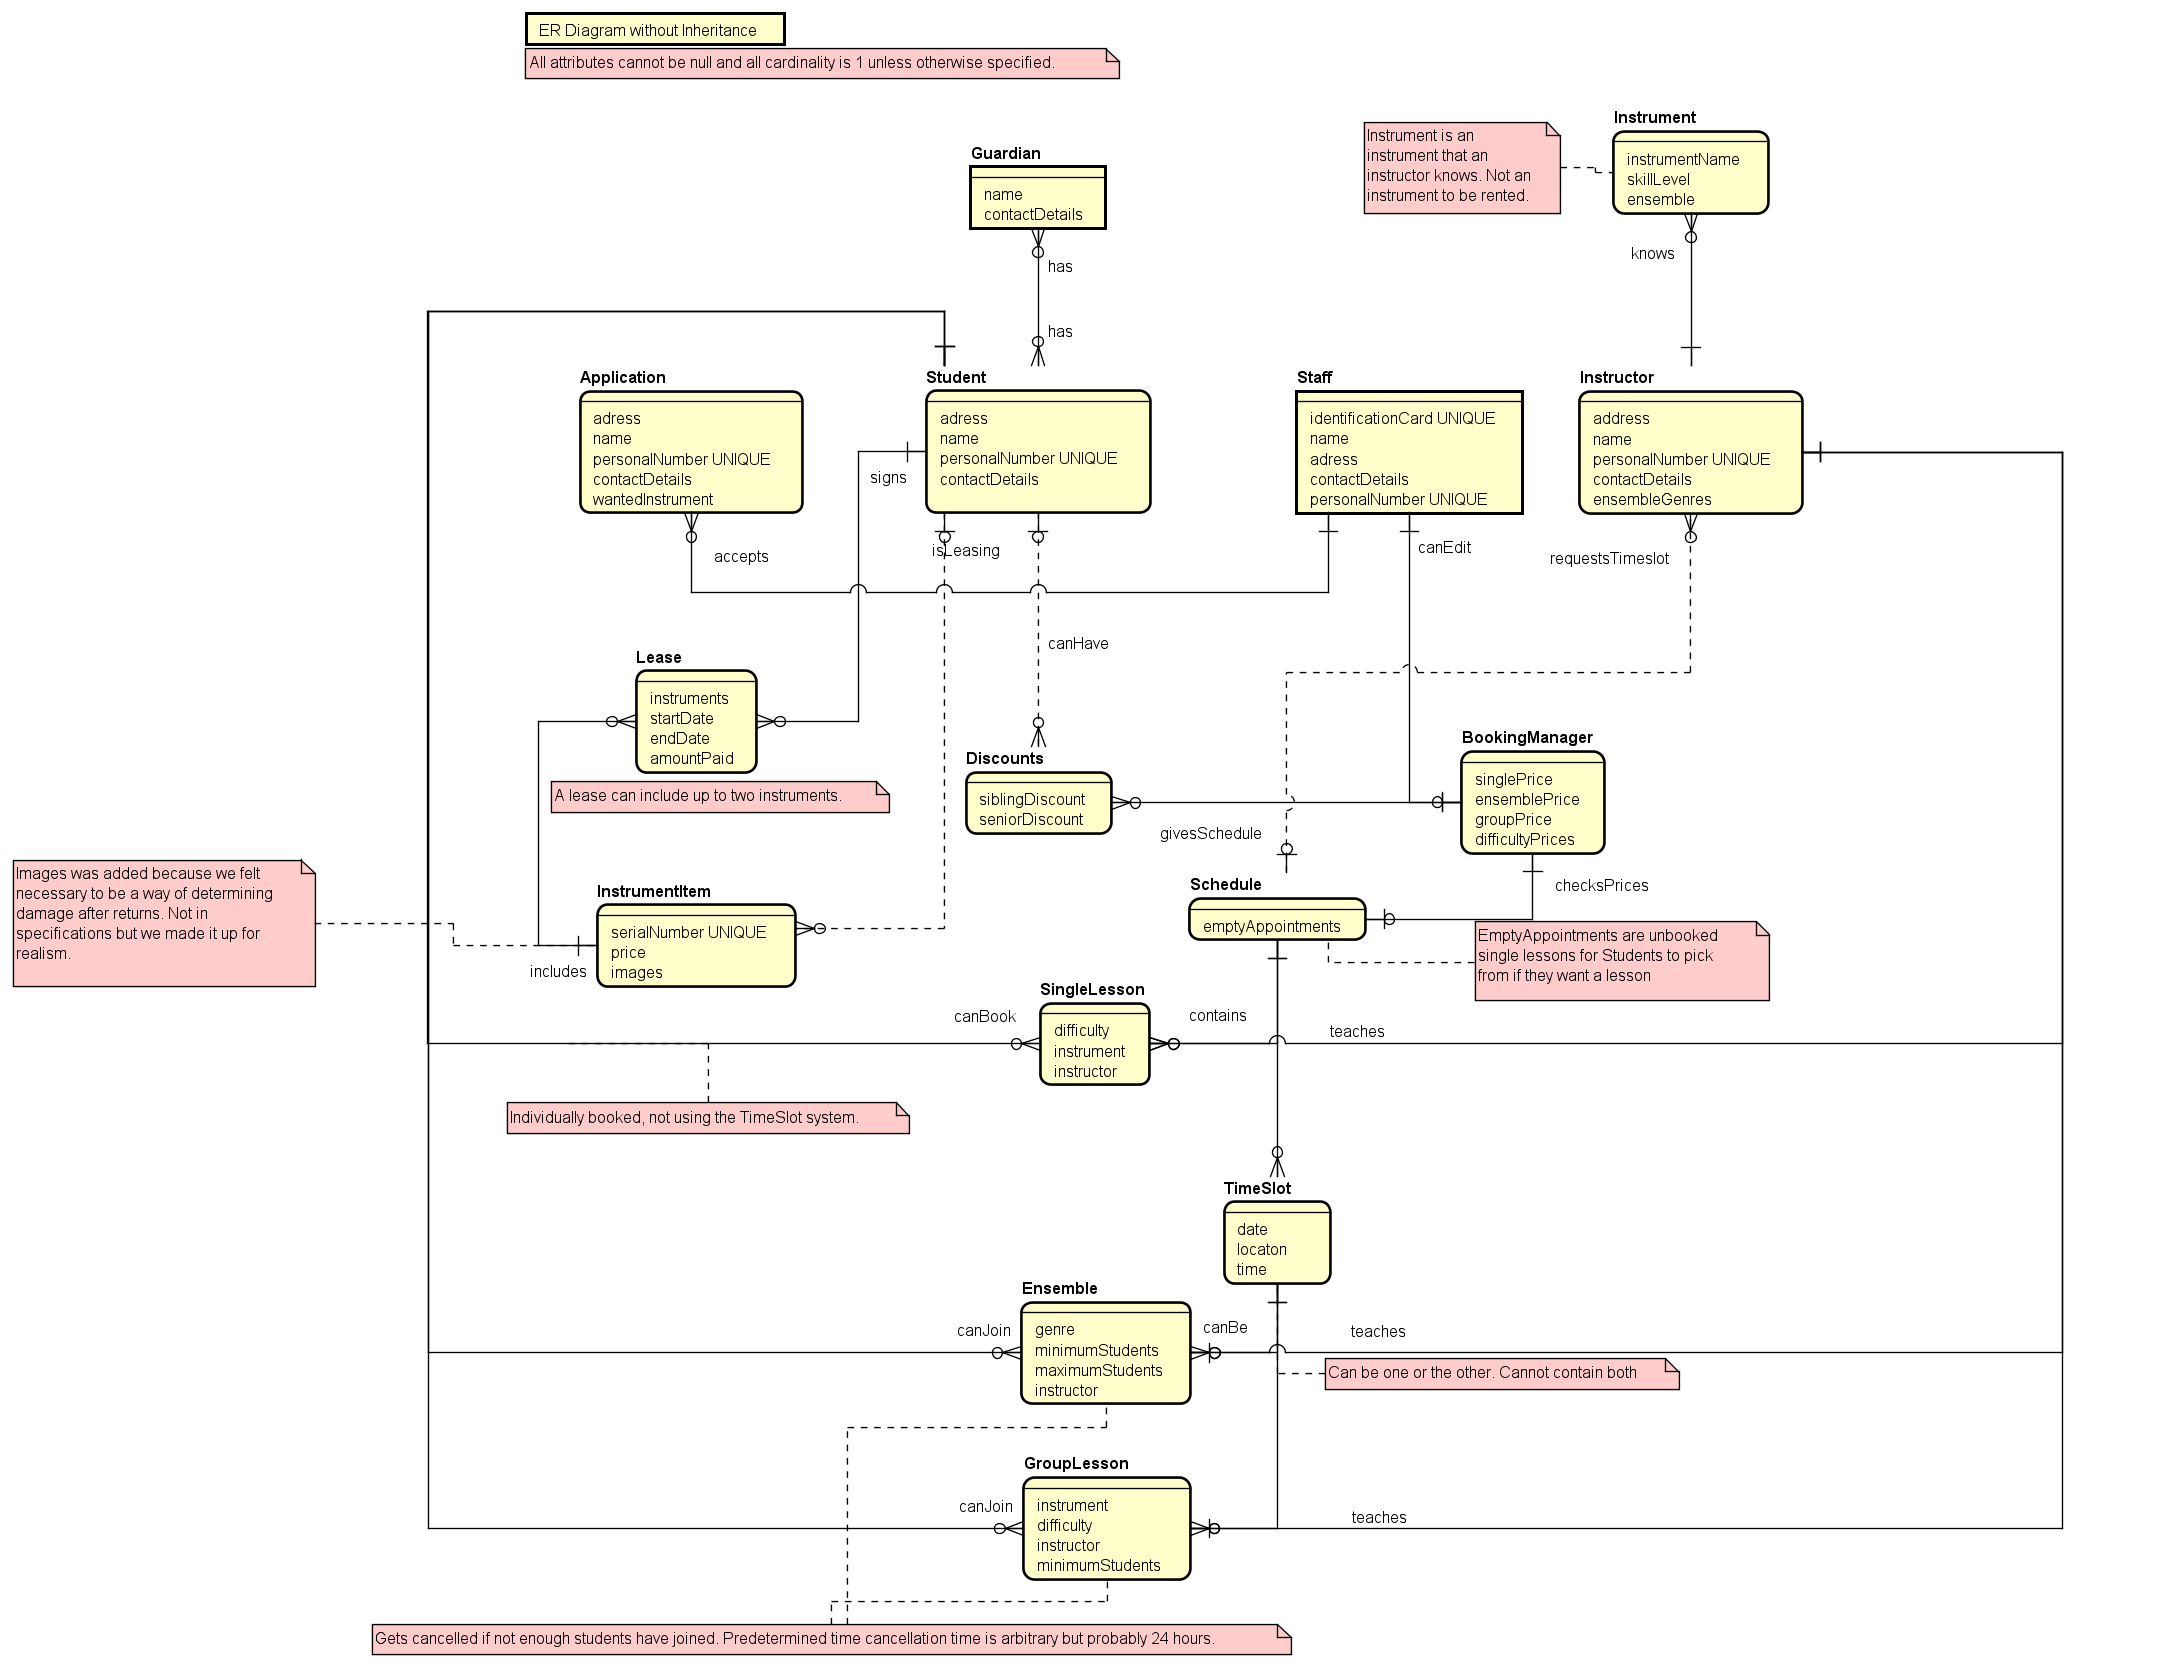 ER Diagram without Inheritance
All attributes cannot be null and all cardinality is 1 unless otherwise specified.
Instrument
instrumentName
skillLevel
ensemble
Instrument is an
instrument that an
instructor knows. Not an
instrument to be rented.
knows
Guardian
name
contactDetails
has
has
Application
adress
name
personalNumber UNIQUE
contactDetails
wantedInstrument
accepts
Student
adress
name
personalNumber UNIQUE
contactDetails
signs
isLeasing
canHave
Staff
identificationCard UNIQUE
name
adress
contactDetails
personalNumber UNIQUE
canEdit
Instructor
address
name
personalNumber UNIQUE
contactDetails
ensembleGenres
requestsTimeslot
Lease
instruments
startDate
endDate
amountPaid
A lease can include up to two instruments.
Discounts
siblingDiscount
seniorDiscount
BookingManager
singlePrice
ensemblePrice
groupPrice
difficultyPrices
givesSchedule
checksPrices
Images was added because we felt
necessary to be a way of determining
damage after returns. Not in
specifications but we made it up for
realism.
InstrumentItem
serialNumber UNIQUE
price
images
includes
Schedule
emptyAppointments
EmptyAppointments are unbooked
single lessons for Students to pick
from if they want a lesson
SingleLesson
difficulty
instrument
instructor
canBook
contains
teaches
Individually booked, not using the TimeSlot system.
TimeSlot
date
locaton
time
Ensemble
genre
minimumStudents
maximumStudents
instructor
canJoin
canBe
teaches
Can be one or the other. Cannot contain both
GroupLesson
instrument
difficulty
instructor
minimumStudents
canJoin
teaches
Gets cancelled if not enough students have joined. Predetermined time cancellation time is arbitrary but probably 24 hours.